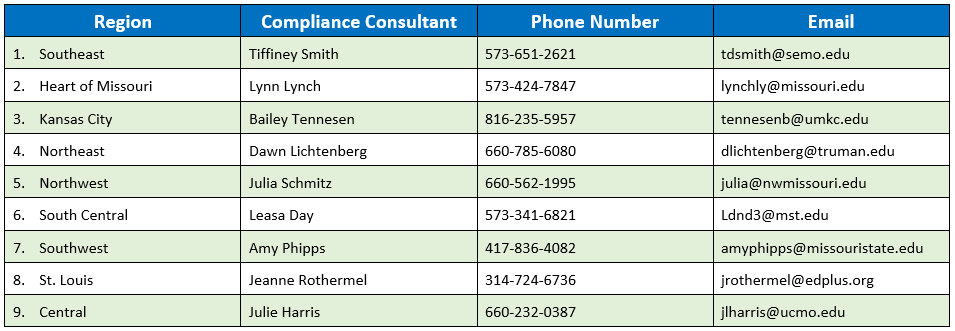 Region Compliance Consultant Phone Number Email
1. Southeast Tiffiney Smith 573-651-2621 tdsmith@semo.edu
2. Heart of Missouri Lynn Lynch 573-424-7847 lynchly@missouri.edu
3. Kansas City Bailey Tennesen 816-235-5957 tennesenb@umkc.edu
4. Northeast Dawn Lichtenberg 660-785-6080 dlichtenberg@truman.edu
5. Northwest Julia Schmitz 660-562-1995 julia@nwmissouri.edu
6. South Central Leasa Day 573-341-6821 Ldnd3@mst.edu
7. Southwest Amy Phipps 417-836-4082 amyphipps@missouristate.edu
8. St. Louis Jeanne Rothermel 314-724-6736 jrothermel@edplus.org
9. Central Julie Harris 660-232-0387 jlharris@ucmo.edu